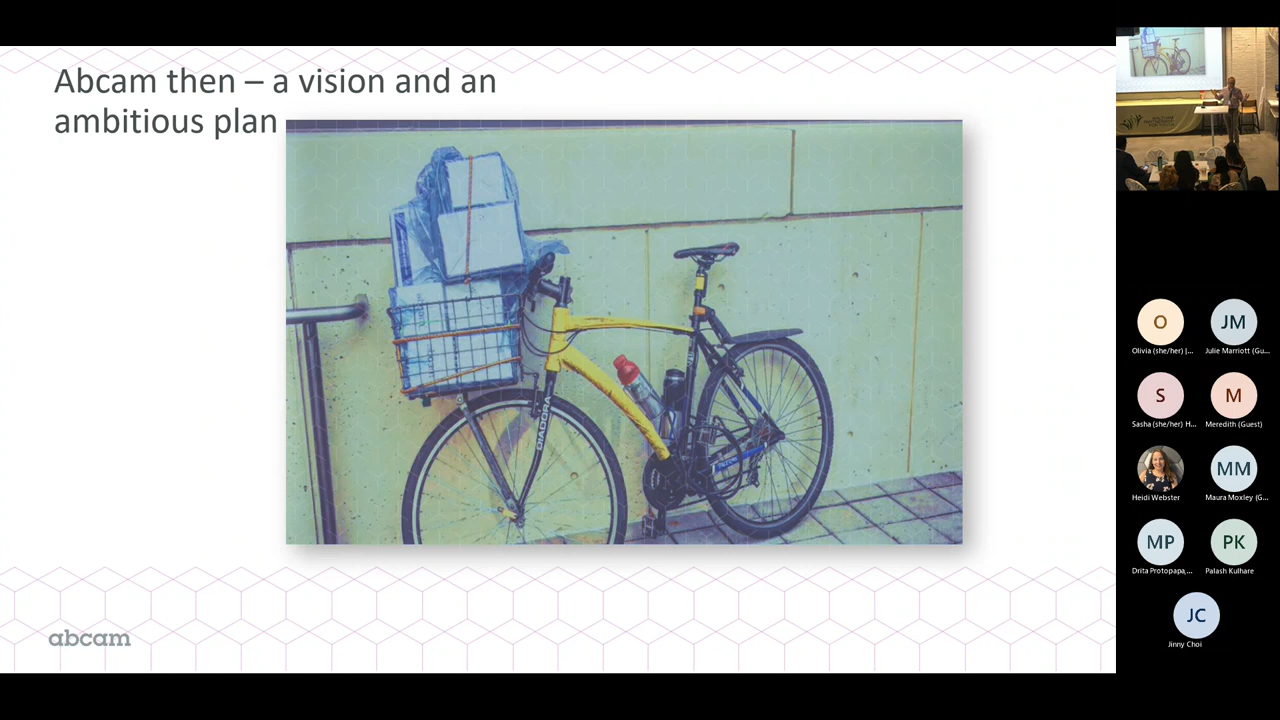 Abcam then – a vision and an
ambitious plan
DIADORA
abcam
O
JM
Olivia (she/her) |...
Julie Marriott (Gu...
S
M
Sasha (she/her) H...
Meredith (Guest)
MM
Heidi Webster
Maura Moxley (G...
MP
PK
Drita Protopapa,...
Palash Kulhare
JC
Jinny Choi